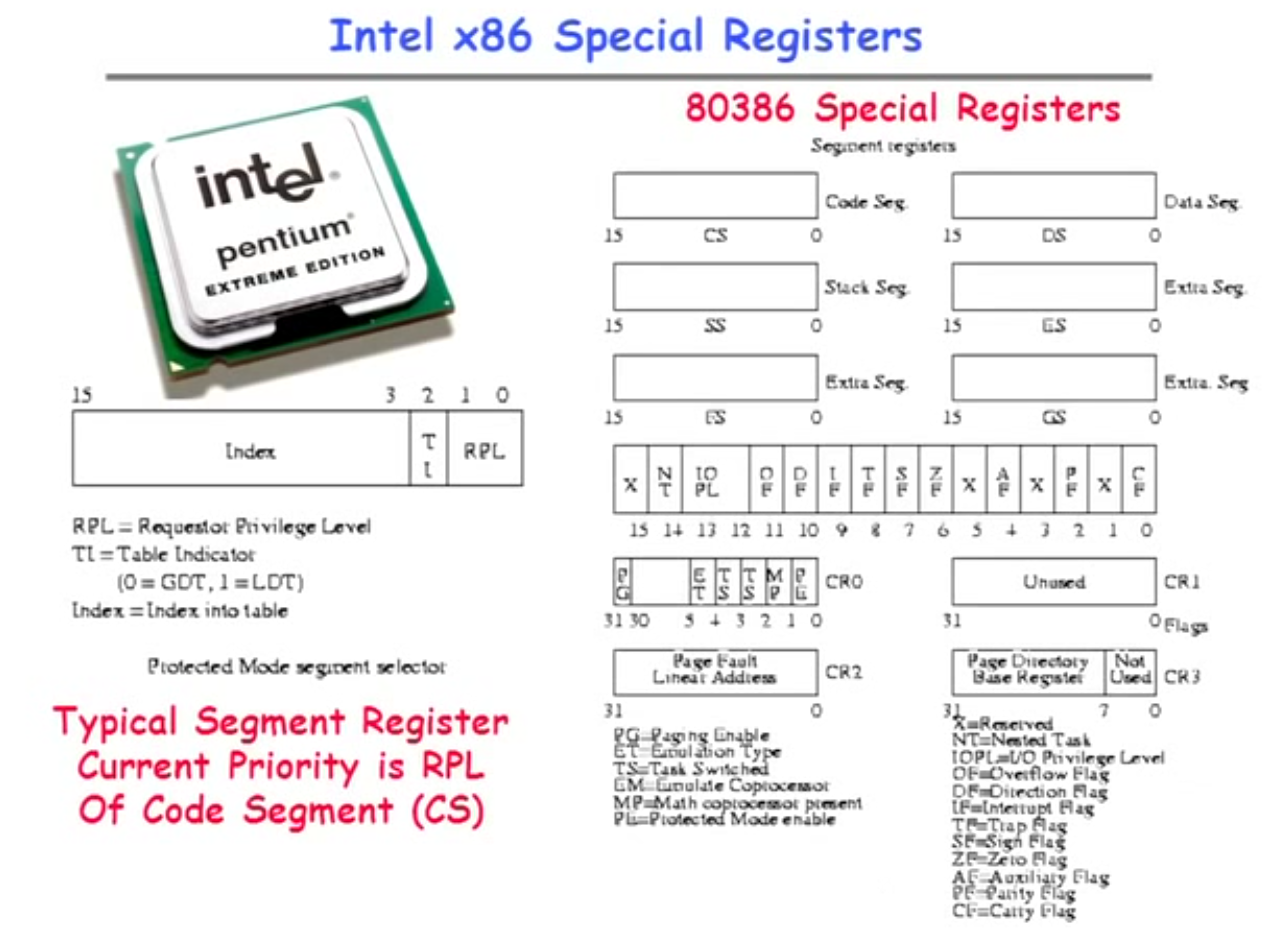 Intel x86 Special Registers
intel
pentium
EXTREME EDITION
15 3 2 1 0
Index TI RPL
RPL = Requestor Privilege Level
TI = Table Indicator
(0 = GDT, 1 = LDT)
Index = Index into table
Protected Mode segment selector
Typical Segment Register
Current Priority is RPL
Of Code Segment (CS)
80386 Special Registers
Segment registers
Code Seg. Data Seg.
15 CS 0 15 DS 0
Stack Seg. Extra Seg.
15 SS 0 15 ES 0
Extra Seg. Extra. Seg
15 FS 0 15 GS 0
X NT IOPL OF DF IF TF SF ZF X AF X PF X CF
15 14 13 12 11 10 9 8 7 6 5 4 3 2 1 0
PG ET TS TS MP PE CR0 Unused CR1
31 30 5 4 3 2 1 0 31 0 Flags
Page Fault
Linear Address
CR2
Page Directory
Base Register
Not
Used
CR3
31 0 31 7 0
PG=Paging Enable
ET=Emulation Type
TS=Task Switched
EM=Emulate Coprocessor
MP=Math coprocessor present
PE=Protected Mode enable
X=Reserved
NT=Nested Task
IOPL=I/O Privilege Level
OF=Overflow Flag
DF=Direction Flag
IF=Interrupt Flag
TF=Trap Flag
SF=Sign Flag
ZF=Zero Flag
AF=Auxiliary Flag
PF=Parity Flag
CF=Carry Flag